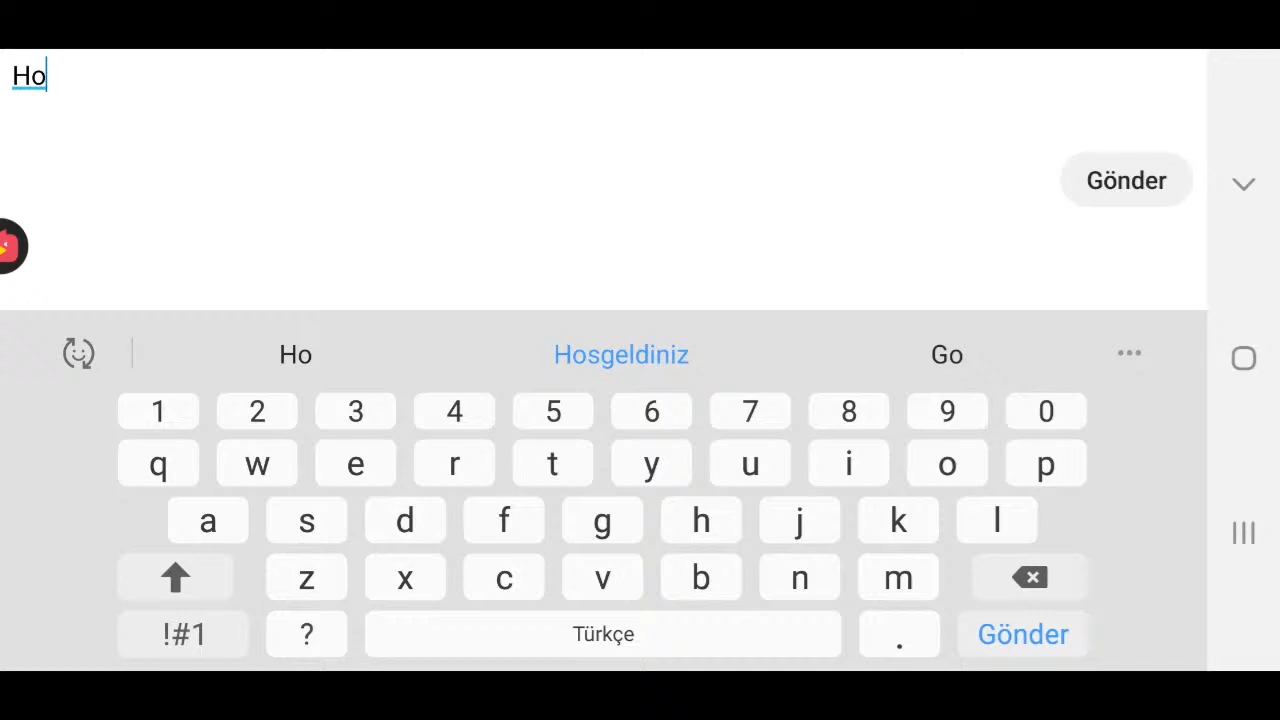 Ho
Gönder
Ho Hosgeldiniz Go
1 2 3 4 5 6 7 8 9 0
q w e r t y u i o p
a s d f g h j k l
z x c v b n m
!#1 ? Türkçe . Gönder